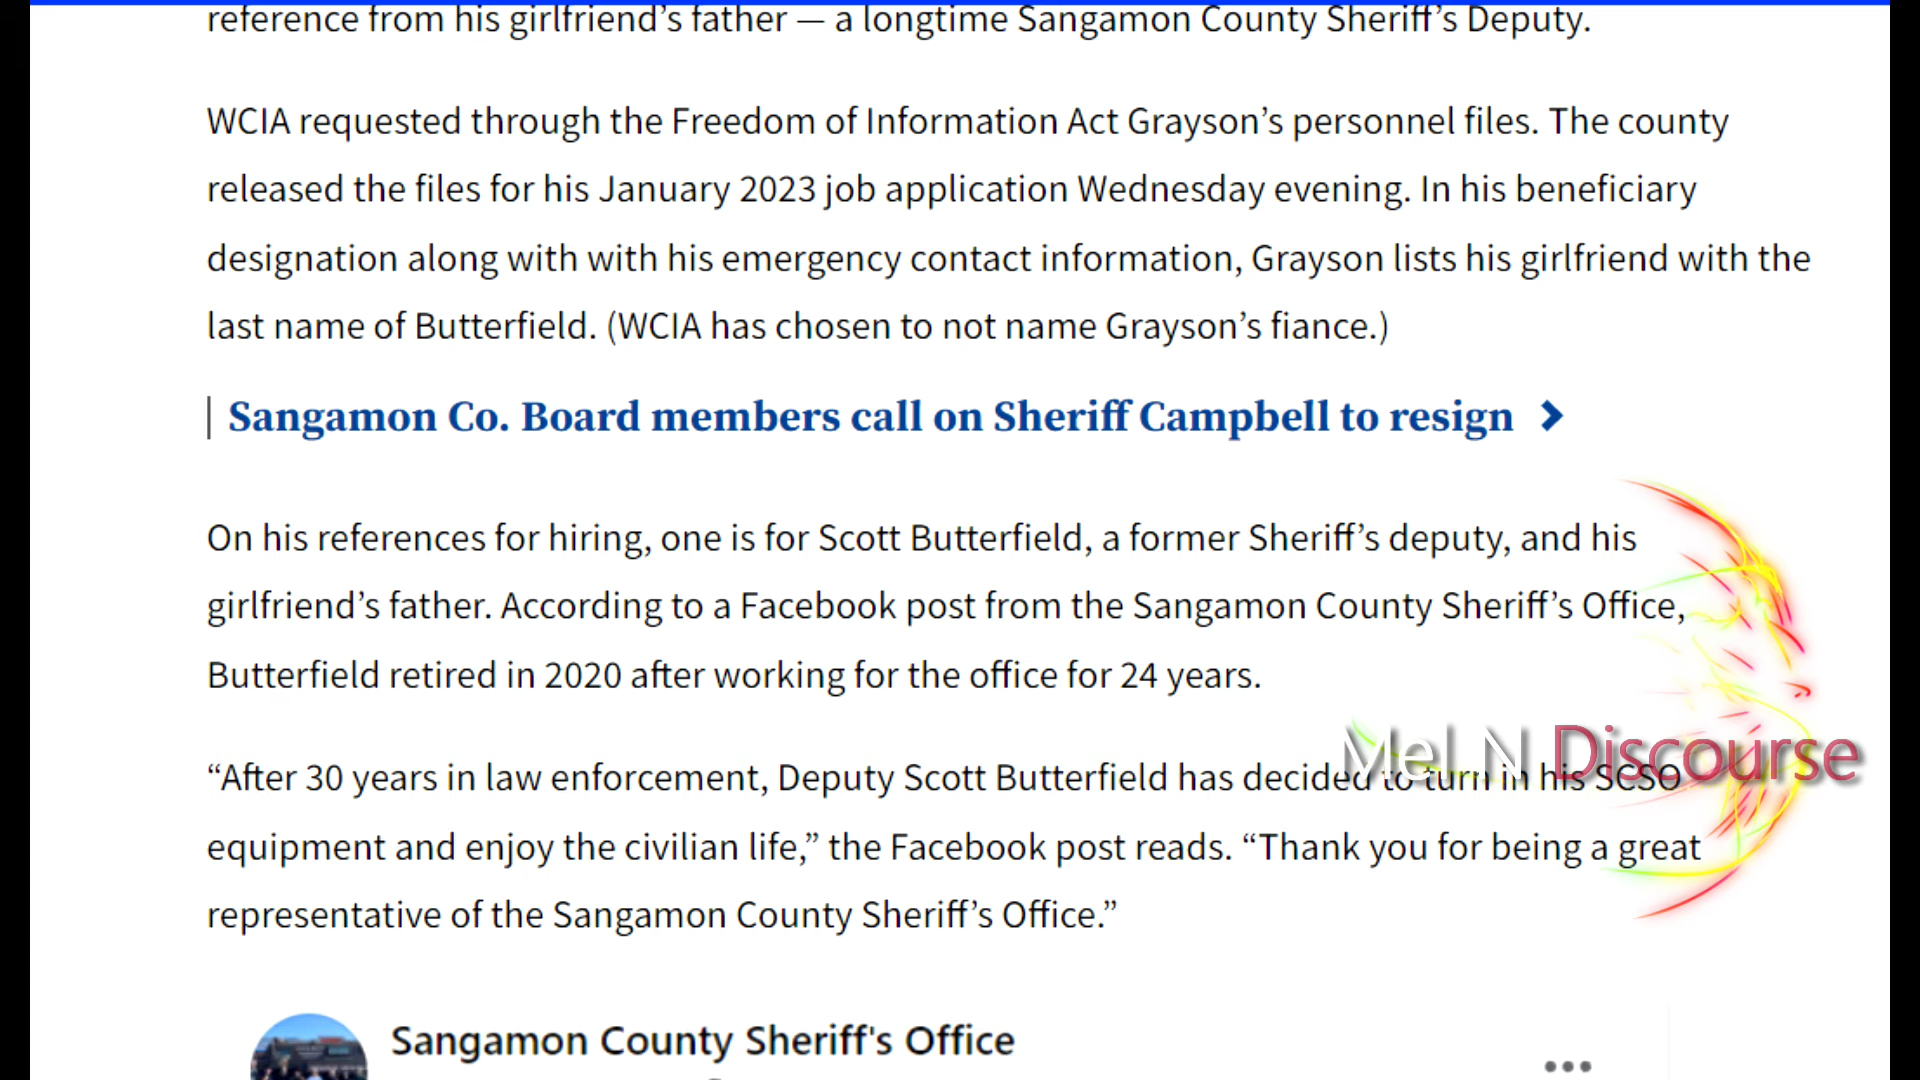 reference from his girlfriend’s father — a longtime Sangamon County Sheriff’s Deputy.
WCIA requested through the Freedom of Information Act Grayson’s personnel files. The county
released the files for his January 2023 job application Wednesday evening. In his beneficiary
designation along with with his emergency contact information, Grayson lists his girlfriend with the
last name of Butterfield. (WCIA has chosen to not name Grayson’s fiance.)
Sangamon Co. Board members call on Sheriff Campbell to resign
On his references for hiring, one is for Scott Butterfield, a former Sheriff’s deputy, and his
girlfriend’s father. According to a Facebook post from the Sangamon County Sheriff’s Office,
Butterfield retired in 2020 after working for the office for 24 years.
Mel N Discourse
“After 30 years in law enforcement, Deputy Scott Butterfield has decided to turn in his SCSO
equipment and enjoy the civilian life,” the Facebook post reads. “Thank you for being a great
representative of the Sangamon County Sheriff’s Office.”
Sangamon County Sheriff's Office